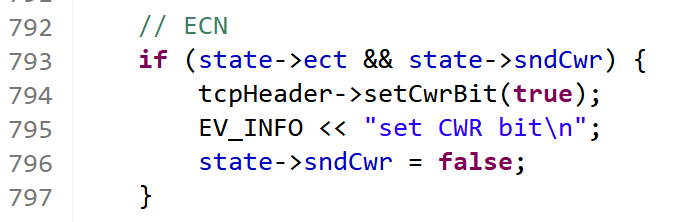 792 // ECN
793 if (state->ect && state->sndCwr) {
794 tcpHeader->setCwrBit(true);
795 EV_INFO << "set CWR bit\n";
796 state->sndCwr = false;
797 }